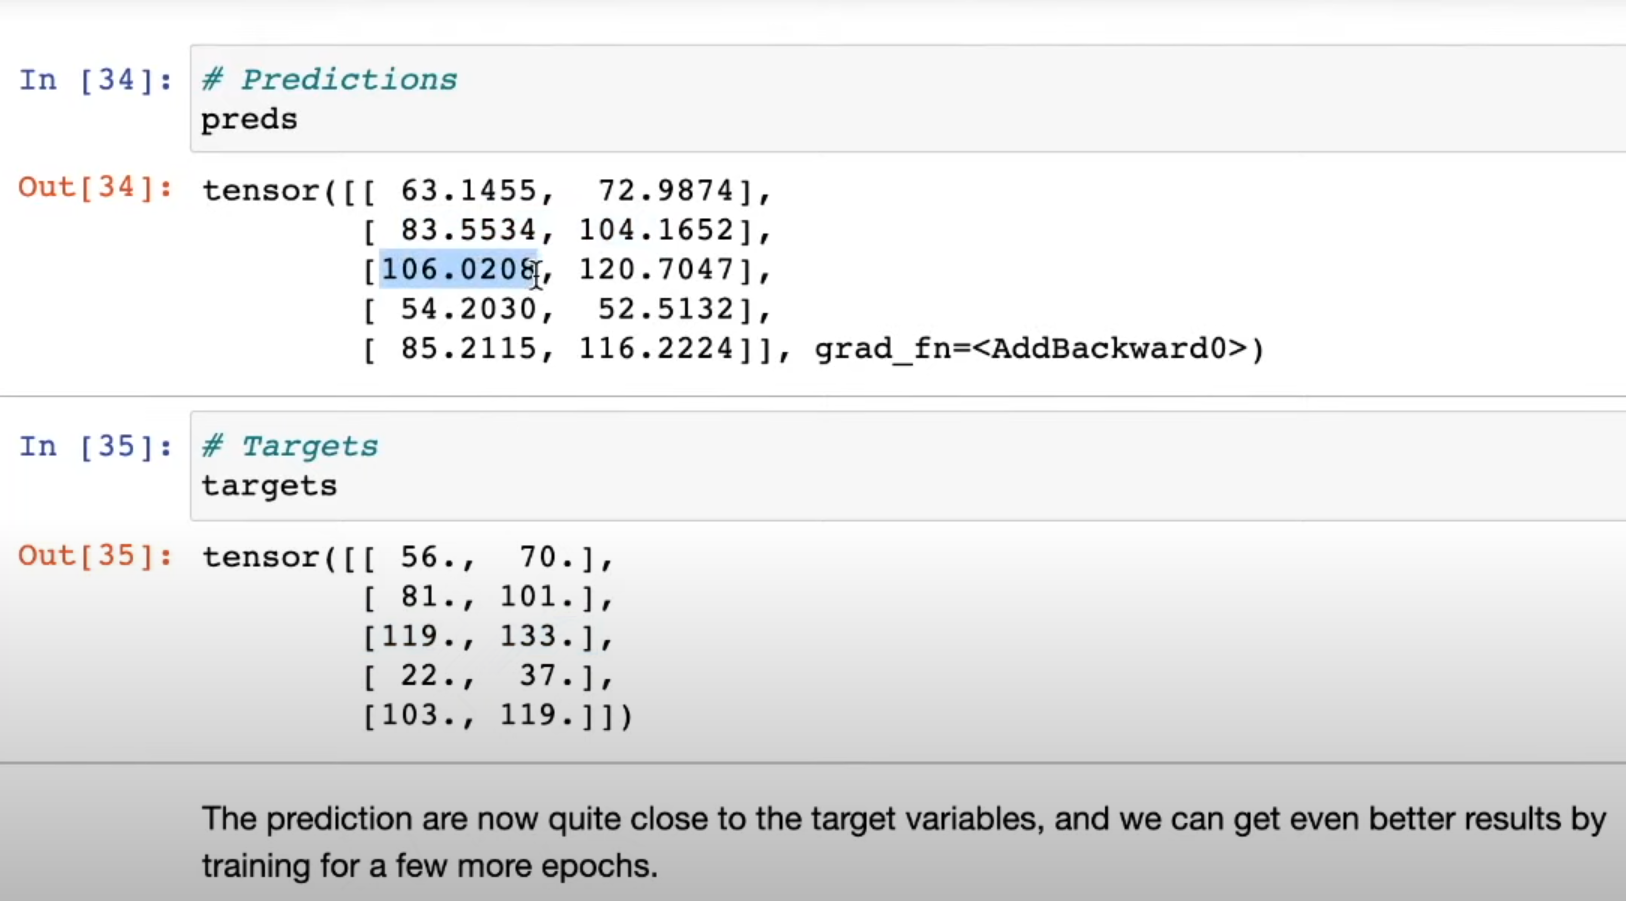 In [34]: # Predictions
preds
Out[34]: tensor([[ 63.1455,  72.9874],
[ 83.5534, 104.1652],
[106.0208, 120.7047],
[ 54.2030,  52.5132],
[ 85.2115, 116.2224]], grad_fn=<AddBackward0>)
In [35]: # Targets
targets
Out[35]: tensor([[ 56.,  70.],
[ 81., 101.],
[119., 133.],
[ 22.,  37.],
[103., 119.]])
The prediction are now quite close to the target variables, and we can get even better results by
training for a few more epochs.